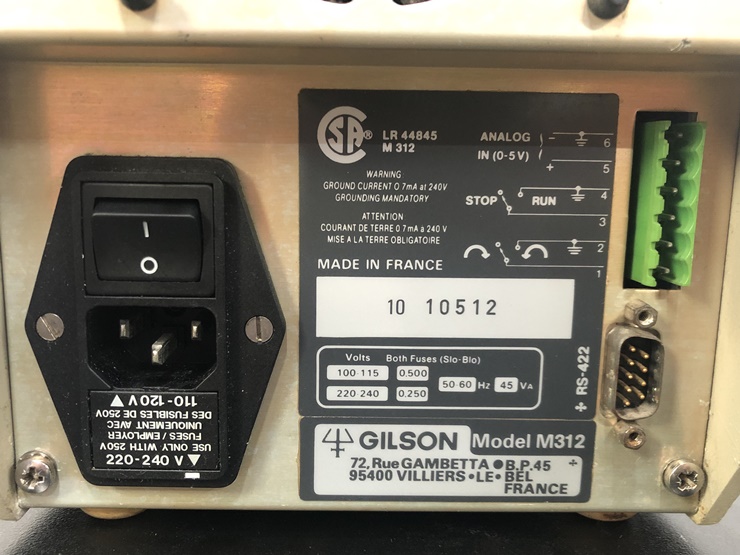 CSA® LR 44845
M 312
WARNING
GROUND CURRENT 0 7mA at 240V
GROUNDING MANDATORY
ATTENTION
COURANT DE TERRE 0 7mA a 240 V
MISE A LA TERRE OBLIGATOIRE
MADE IN FRANCE
ANALOG - 6
IN (0-5 V) + 5
STOP RUN 4
3
2
1
10 10512
Volts Both Fuses (Slo-Blo)
100-115 0.500
220-240 0.250
50-60 Hz 45 VA
RS-422
GILSON Model M312
72, Rue GAMBETTA ● B.P. 45
95400 VILLIERS • LE • BEL
FRANCE
I
O
110-120 V ▲
DES FUSIBLES DE 250V
UNIQUEMENT AVEC
FUSES / EMPLOYER
USE ONLY WITH 250V
220-240 V ▲